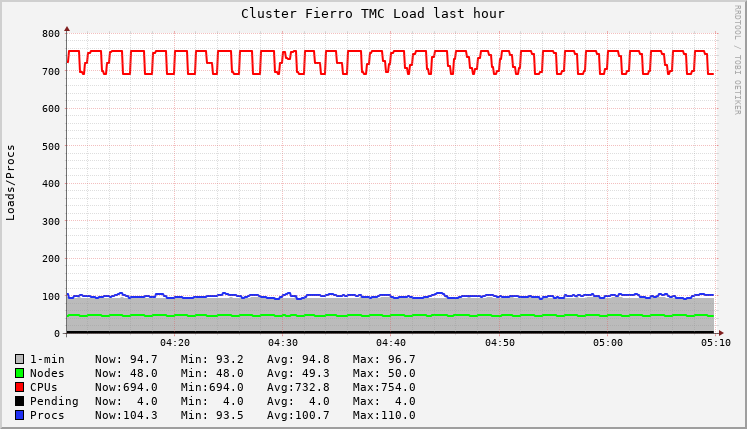 Cluster Fierro TMC Load last hour
RRDTOOL / TOBI OETIKER
Loads/Procs
800
700
600
500
400
300
200
100
0
04:20 04:30 04:40 04:50 05:00 05:10
1-min Now: 94.7 Min: 93.2 Avg: 94.8 Max: 96.7
Nodes Now: 48.0 Min: 48.0 Avg: 49.3 Max: 50.0
CPUs Now:694.0 Min:694.0 Avg:732.8 Max:754.0
Pending Now: 4.0 Min: 4.0 Avg: 4.0 Max: 4.0
Procs Now:104.3 Min: 93.5 Avg:100.7 Max:110.0